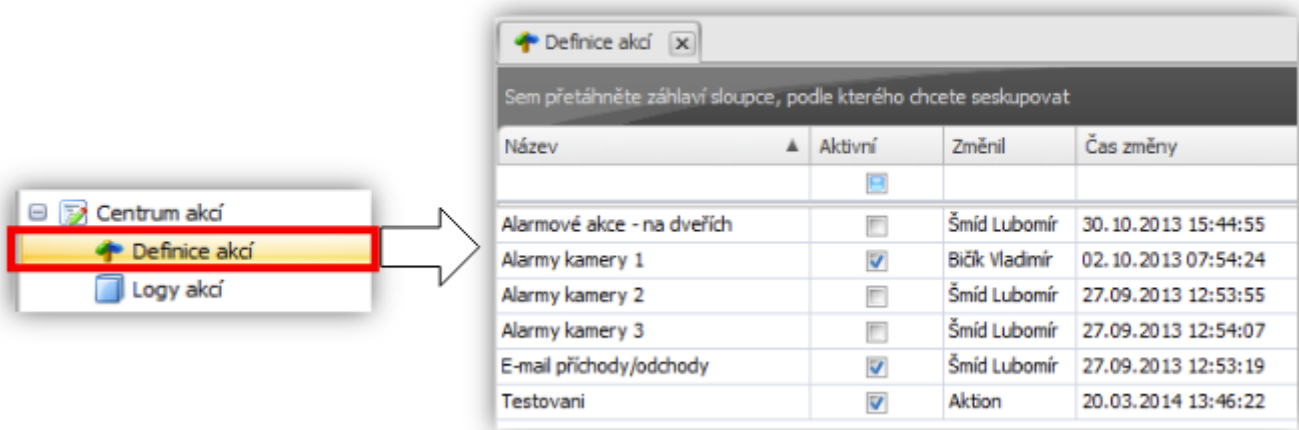 Centrum akcí
Definice akcí
Logy akcí
Definice akcí
Sem přetáhněte záhlaví sloupce, podle kterého chcete seskupovat
Název Aktivní Změnil Čas změny
Alarmové akce - na dveřích Šmíd Lubomír 30.10.2013 15:44:55
Alarmy kamery 1 Bičík Vladimír 02.10.2013 07:54:24
Alarmy kamery 2 Šmíd Lubomír 27.09.2013 12:53:55
Alarmy kamery 3 Šmíd Lubomír 27.09.2013 12:54:07
E-mail příchody/odchody Šmíd Lubomír 27.09.2013 12:53:19
Testovani Aktion 20.03.2014 13:46:22